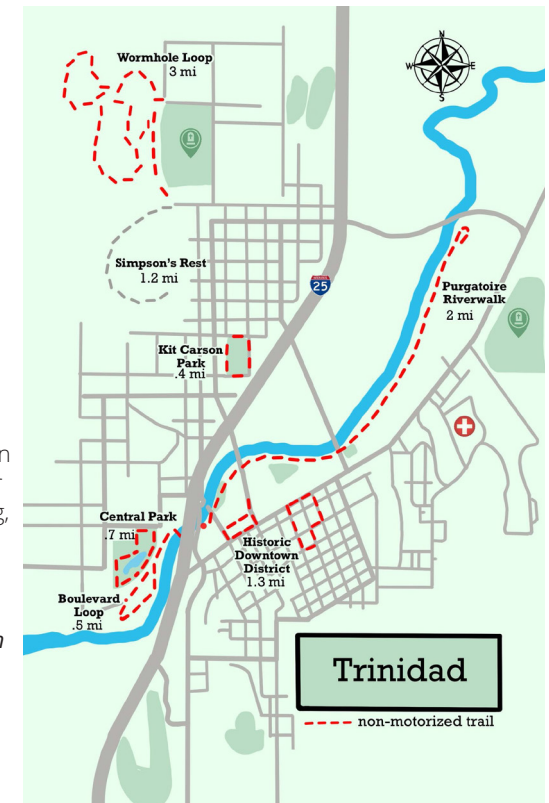 Wormhole Loop
3 mi
N
W
E
S
Simpson's Rest
1.2 mi
25
Purgatoire
Riverwalk
2 mi
Kit Carson
Park
.4 mi
n
g,
Central Park
.7 mi
Historic
Downtown
District
1.3 mi
Boulevard
Loop
.5 mi
n
Trinidad
non-motorized trail